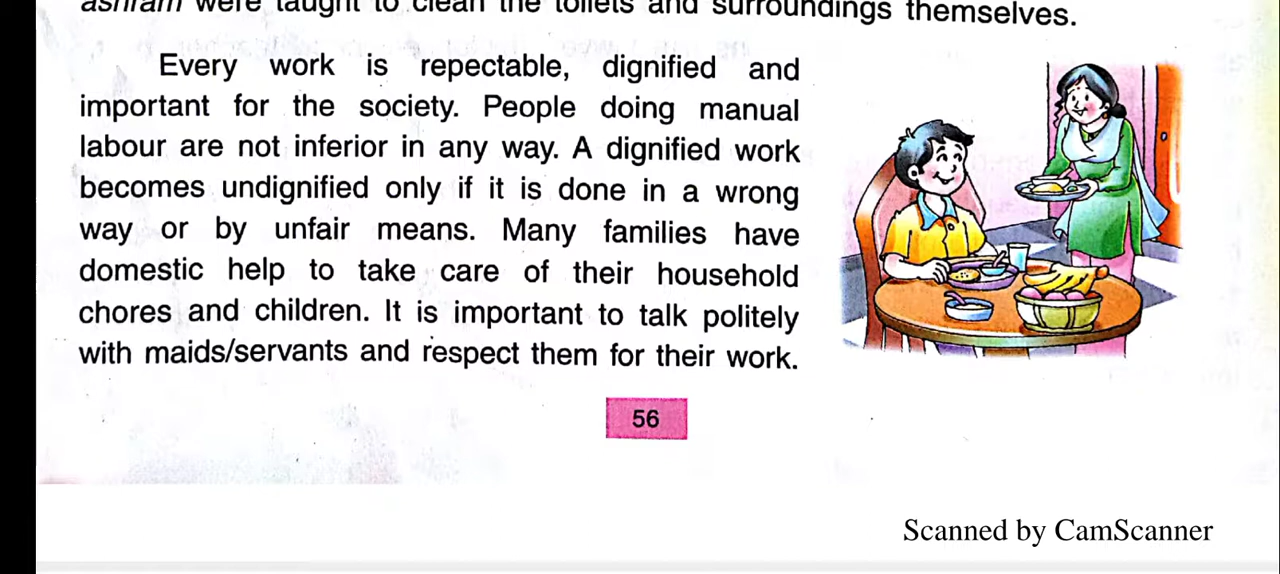 ashram were taught to clean the toilets and surroundings themselves.
Every work is repectable, dignified and
important for the society. People doing manual
labour are not inferior in any way. A dignified work
becomes undignified only if it is done in a wrong
way or by unfair means. Many families have
domestic help to take care of their household
chores and children. It is important to talk politely
with maids/servants and respect them for their work.
56
Scanned by CamScanner